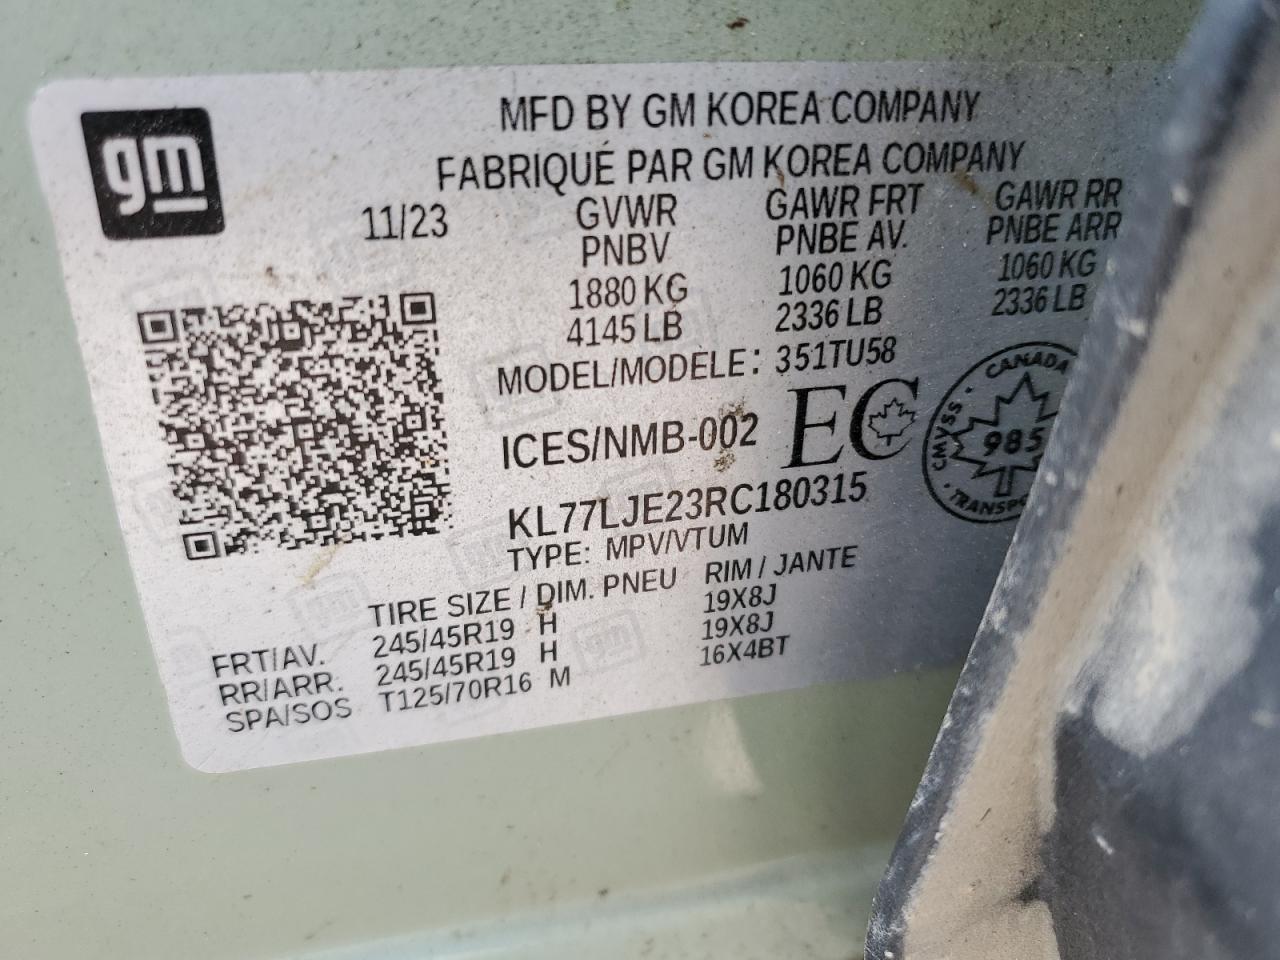 gm
MFD BY GM KOREA COMPANY
FABRIQUÉ PAR GM KOREA COMPANY
11/23
GVWR GAWR FRT GAWR RR
PNBV PNBE AV. PNBE ARR
1880 KG 1060 KG 1060 KG
4145 LB 2336 LB 2336 LB
MODEL/MODÈLE: 351TU58
ICES/NMB-002 EC
CANADA
CMVSS 985
TRANSPO
KL77LJE23RC180315
TYPE: MPV/VTUM
TIRE SIZE / DIM. PNEU RIM / JANTE
FRT/AV. 245/45R19 H 19X8J
RR/ARR. 245/45R19 H 19X8J
SPA/SOS T125/70R16 M 16X4BT